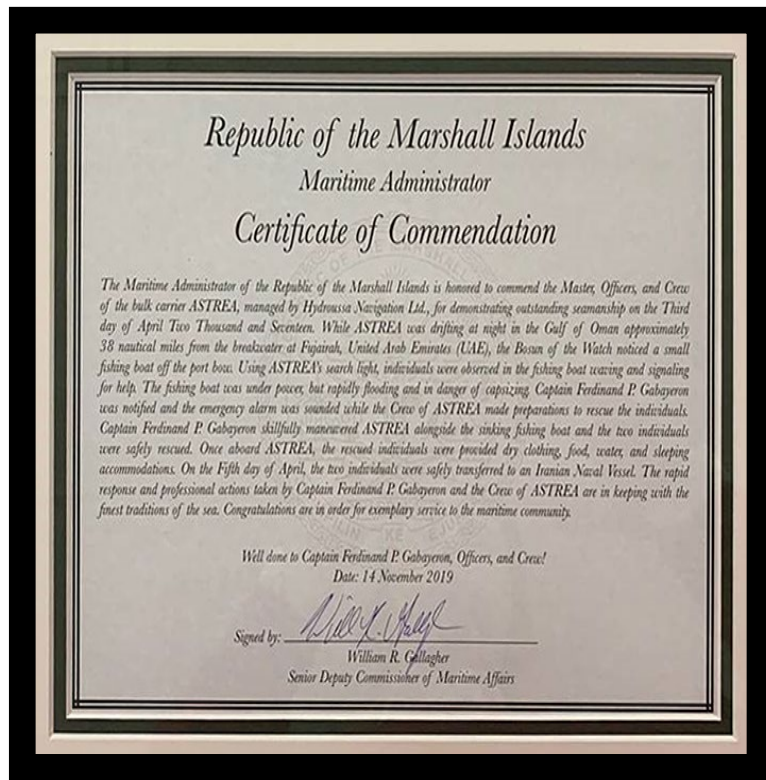 Republic of the Marshall Islands
Maritime Administrator
Certificate of Commendation
The Maritime Administrator of the Republic of the Marshall Islands is honored to commend the Master, Officers, and Crew
of the bulk carrier ASTREA, managed by Hydroussa Navigation Ltd., for demonstrating outstanding seamanship on the Third
day of April Two Thousand and Seventeen. While ASTREA was drifting at night in the Gulf of Oman approximately
38 nautical miles from the breakwater at Fujairah, United Arab Emirates (UAE), the Bosun of the Watch noticed a small
fishing boat off the port bow. Using ASTREA's search light, individuals were observed in the fishing boat waving and signaling
for help. The fishing boat was under power, but rapidly flooding and in danger of capsizing. Captain Ferdinand P. Gabayeron
was notified and the emergency alarm was sounded while the Crew of ASTREA made preparations to rescue the individuals.
Captain Ferdinand P. Gabayeron skillfully maneuvered ASTREA alongside the sinking fishing boat and the two individuals
were safely rescued. Once aboard ASTREA, the rescued individuals were provided dry clothing, food, water, and sleeping
accommodations. On the Fifth day of April, the two individuals were safely transferred to an Iranian Naval Vessel. The rapid
response and professional actions taken by Captain Ferdinand P. Gabayeron and the Crew of ASTREA are in keeping with the
finest traditions of the sea. Congratulations are in order for exemplary service to the maritime community.
Well done to Captain Ferdinand P. Gabayeron, Officers, and Crew!
Date: 14 November 2019
Signed by:
William R. Gallagher
Senior Deputy Commissioner of Maritime Affairs